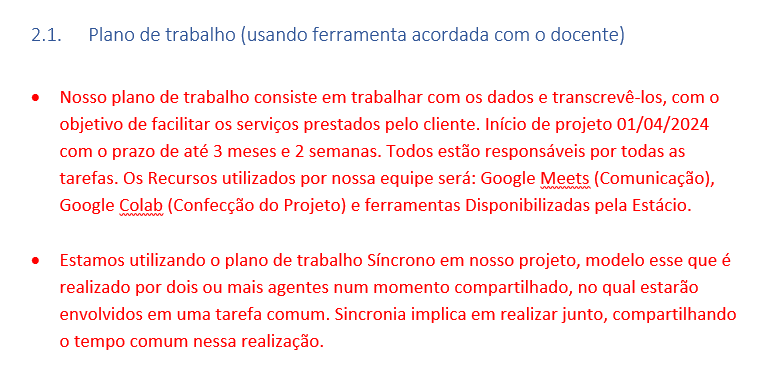 2.1. Plano de trabalho (usando ferramenta acordada com o docente)
• Nosso plano de trabalho consiste em trabalhar com os dados e transcrevê-los, com o
objetivo de facilitar os serviços prestados pelo cliente. Início de projeto 01/04/2024
com o prazo de até 3 meses e 2 semanas. Todos estão responsáveis por todas as
tarefas. Os Recursos utilizados por nossa equipe será: Google Meets (Comunicação),
Google Colab (Confecção do Projeto) e ferramentas Disponibilizadas pela Estácio.
• Estamos utilizando o plano de trabalho Síncrono em nosso projeto, modelo esse que é
realizado por dois ou mais agentes num momento compartilhado, no qual estarão
envolvidos em uma tarefa comum. Sincronia implica em realizar junto, compartilhando
o tempo comum nessa realização.